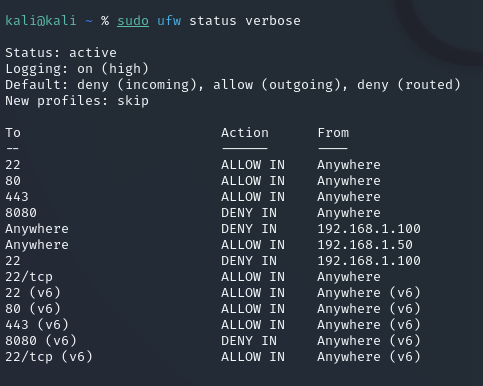 kali@kali ~ % sudo ufw status verbose
Status: active
Logging: on (high)
Default: deny (incoming), allow (outgoing), deny (routed)
New profiles: skip
To Action From
-- ------ ----
22 ALLOW IN Anywhere
80 ALLOW IN Anywhere
443 ALLOW IN Anywhere
8080 DENY IN Anywhere
Anywhere DENY IN 192.168.1.100
Anywhere ALLOW IN 192.168.1.50
22 DENY IN 192.168.1.100
22/tcp ALLOW IN Anywhere
22 (v6) ALLOW IN Anywhere (v6)
80 (v6) ALLOW IN Anywhere (v6)
443 (v6) ALLOW IN Anywhere (v6)
8080 (v6) DENY IN Anywhere (v6)
22/tcp (v6) ALLOW IN Anywhere (v6)